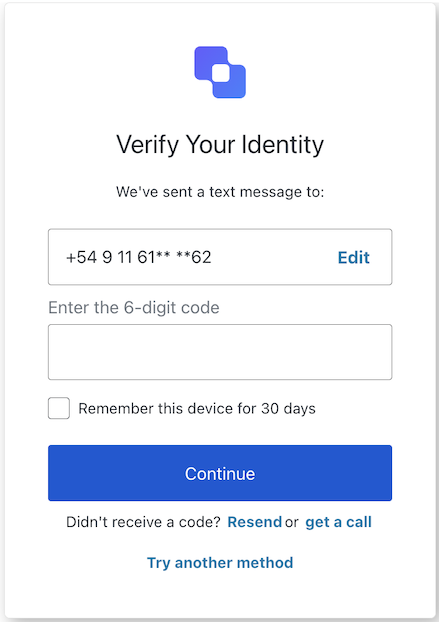 Verify Your Identity
We've sent a text message to:
+54 9 11 61** **62 Edit
Enter the 6-digit code
Remember this device for 30 days
Continue
Didn't receive a code? Resend or get a call
Try another method